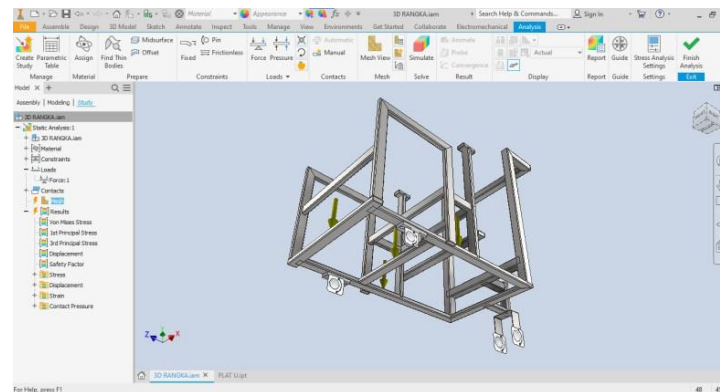 Material
Appearance
3D RANGKA.iam
Search Help & Commands...
Sign In
File Assemble Design 3D Model Sketch Annotate Inspect Tools Manage View Environments Get Started Collaborate Electromechanical Analysis
Create Study
Parametric Table
Assign
Find Thin Bodies
Midsurface
Offset
Fixed
Pin
Frictionless
Force
Pressure
Automatic
Manual
Mesh View
Simulate
Animate
Probe
Convergence
Actual
Report
Guide
Stress Analysis Settings
Finish Analysis
Manage Material Prepare Constraints Loads Contacts Mesh Solve Result Display Report Guide Settings Exit
Model
Assembly | Modeling | Study
3D RANGKA.iam
Static Analysis:1
3D RANGKA.iam
Material
Constraints
Loads
Force:1
Contacts
Mesh
Results
Von Mises Stress
1st Principal Stress
3rd Principal Stress
Displacement
Safety Factor
Stress
Displacement
Strain
Contact Pressure
Z Y X
3D RANGKA.iam
PLAT U.ipt
For Help, press F1
48